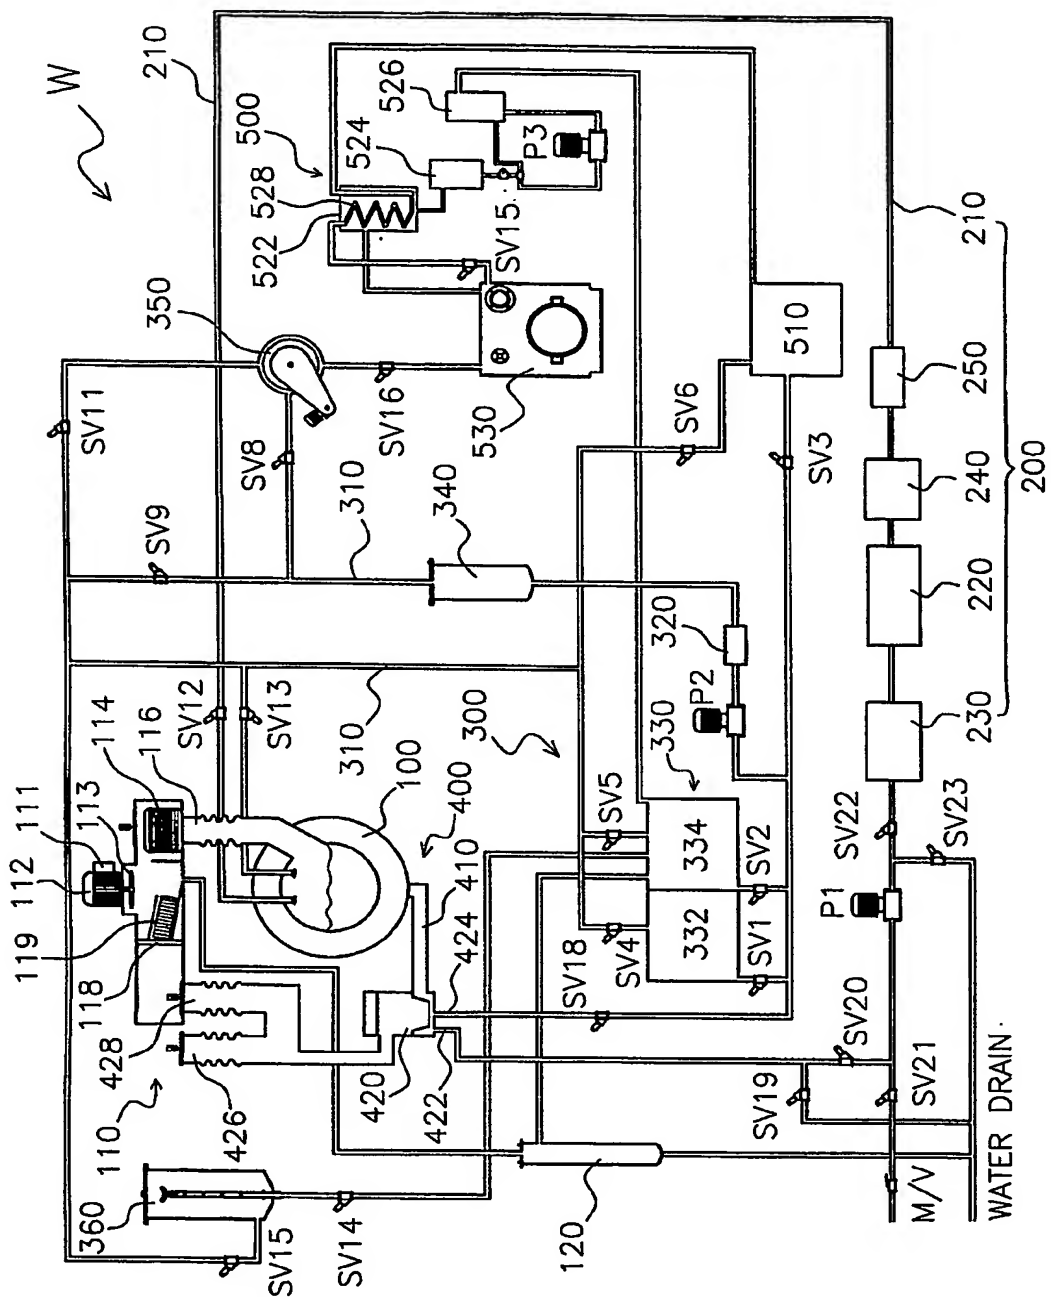 W
210
500
528
522
524
526
P3
SV15
350
SV11
SV8
SV16
530
SV9
310
340
SV6
510
SV3
210
250
240
220
230
200
320
P2
SV12
SV13
310
300
330
334
332
SV5
SV4
SV2
SV1
114
116
111
113
112
119
118
100
400
410
424
428
110
426
420
422
SV18
SV22
SV23
P1
SV20
SV19
SV21
360
SV15
SV14
120
M/V
WATER DRAIN.